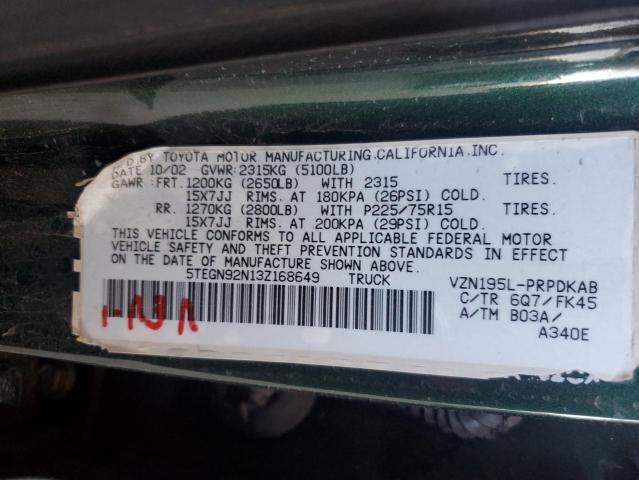 M'D BY TOYOTA MOTOR MANUFACTURING,CALIFORNIA,INC.
DATE 10/02 GVWR:2315KG (5100LB)
GAWR:FRT.1200KG (2650LB) WITH 2315 TIRES.
15X7JJ RIMS. AT 180KPA (26PSI) COLD.
RR. 1270KG (2800LB) WITH P225/75R15 TIRES.
15X7JJ RIMS. AT 200KPA (29PSI) COLD.
THIS VEHICLE CONFORMS TO ALL APPLICABLE FEDERAL MOTOR
VEHICLE SAFETY AND THEFT PREVENTION STANDARDS IN EFFECT
ON THE DATE OF MANUFACTURE SHOWN ABOVE.
5TEGN92N13Z168649 TRUCK VZN195L-PRPDKAB
C/TR 6Q7/FK45
A/TM B03A/
A340E